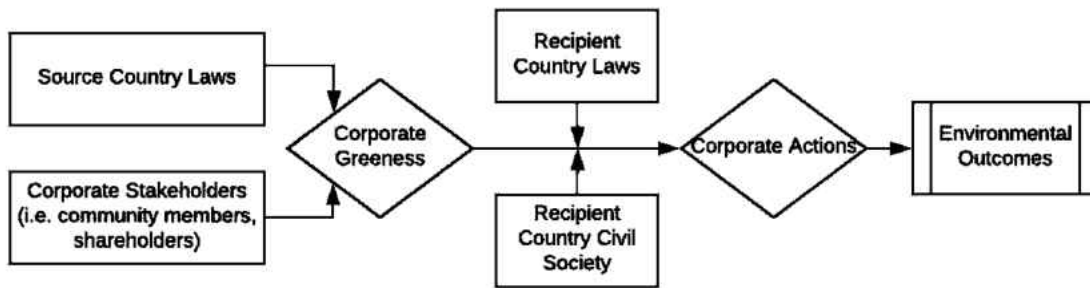 Source Country Laws
Corporate Stakeholders
(i.e. community members,
shareholders)
Corporate
Greeness
Recipient
Country Laws
Recipient
Country Civil
Society
Corporate Actions
Environmental
Outcomes